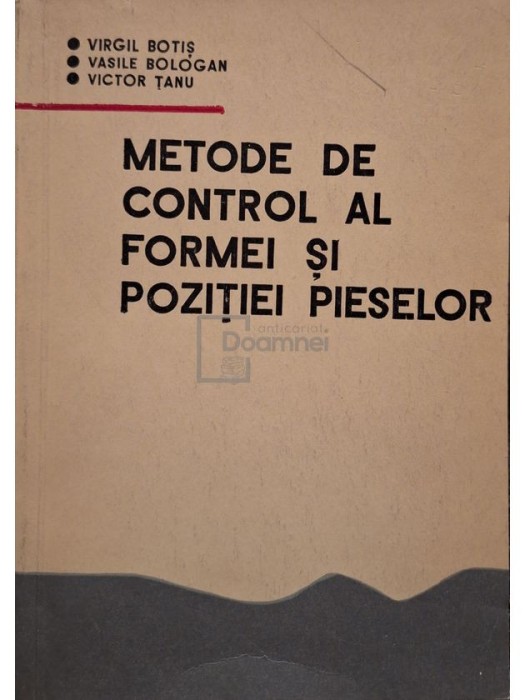 VIRGIL BOTIȘ
VASILE BOLOGAN
VICTOR ȚANU
METODE DE
CONTROL AL
FORMEI ȘI
POZIȚIEI PIESELOR
anticariat
Doamnei